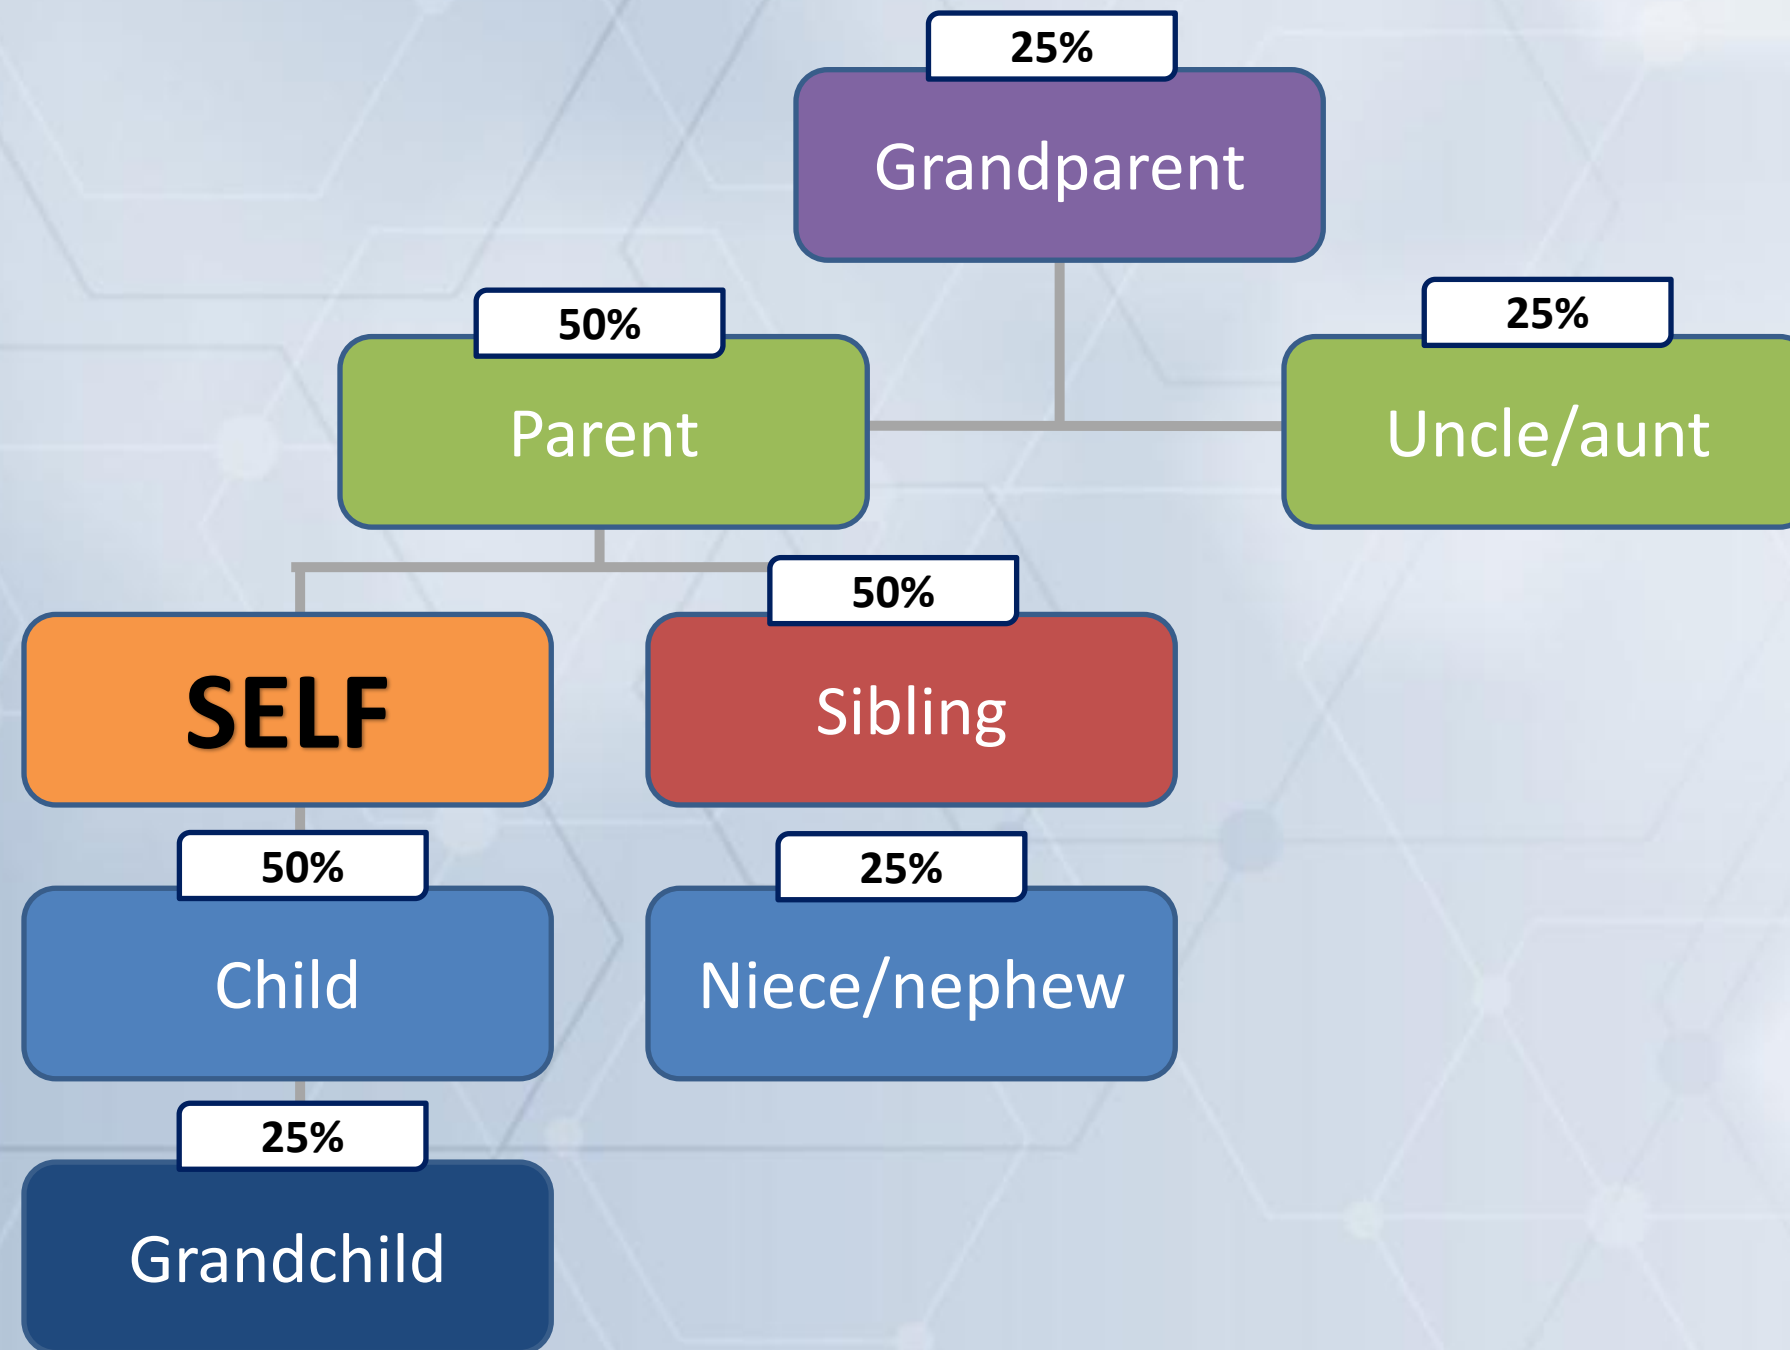 25%
Grandparent
50%
Parent
25%
Uncle/aunt
SELF
50%
Sibling
50%
Child
25%
Niece/nephew
25%
Grandchild